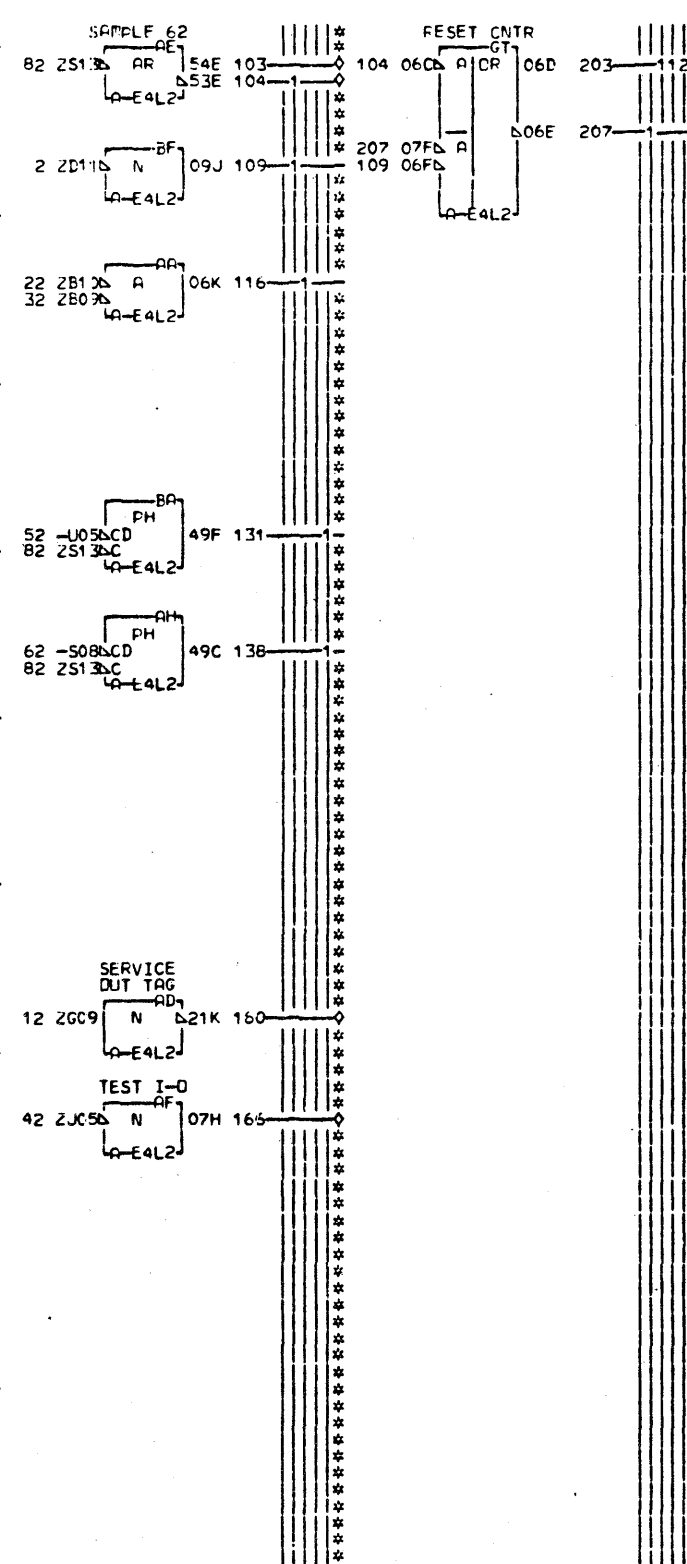 SAMPLE 62
AE
82 ZS13 AR 54E 103
53E 104 1
A-E4L2
BF
2 ZD11 N 09J 109 1
A-E4L2
AA
22 ZB10 A 06K 116 1
32 ZB09
A-E4L2
BA
PH
52 -U05 CD 49F 131 1
82 ZS13 C
A-E4L2
AH
PH
62 -S08 CD 49C 138 1
82 ZS13 C
A-E4L2
SERVICE
OUT TAG
AD
12 ZG09 N 21K 160
A-E4L2
TEST I-O
AF
42 ZJ05 N 07H 166
A-E4L2
RESET CNTR
GT
104 06C A OR 06D 203 112
06E 207 1
207 07F A
109 06F
A-E4L2